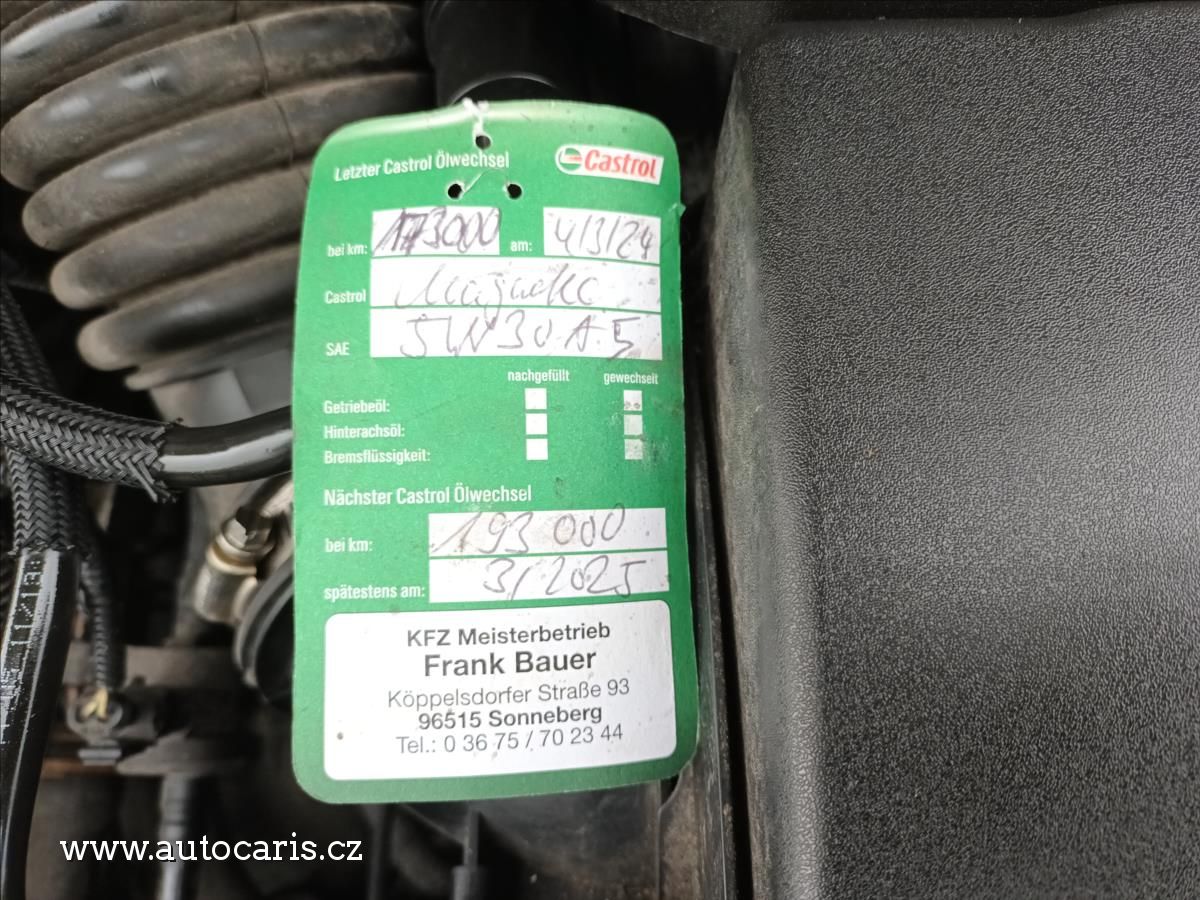 Letzter Castrol Ölwechsel
Castrol
bei km: 173000 am: 4/3/24
Castrol Magnatec
SAE 5W30 A5
nachgefüllt gewechselt
Getriebeöl:
Hinterachsöl:
Bremsflüssigkeit:
Nächster Castrol Ölwechsel
bei km: 193 000
spätestens am: 3/2025
KFZ Meisterbetrieb
Frank Bauer
Köppelsdorfer Straße 93
96515 Sonneberg
Tel.: 0 36 75 / 70 23 44
www.autocaris.cz